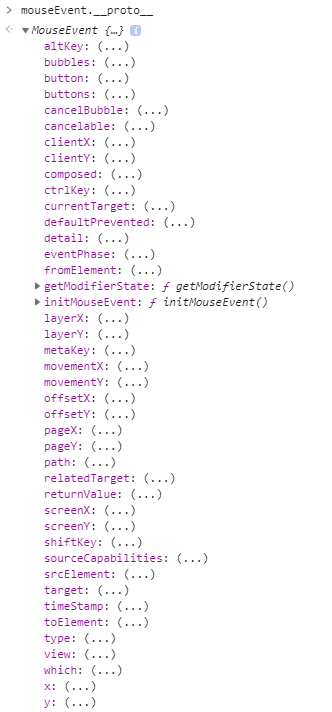 > mouseEvent.__proto__
MouseEvent {…} i
altKey: (...)
bubbles: (...)
button: (...)
buttons: (...)
cancelBubble: (...)
cancelable: (...)
clientX: (...)
clientY: (...)
composed: (...)
ctrlKey: (...)
currentTarget: (...)
defaultPrevented: (...)
detail: (...)
eventPhase: (...)
fromElement: (...)
getModifierState: ƒ getModifierState()
initMouseEvent: ƒ initMouseEvent()
layerX: (...)
layerY: (...)
metaKey: (...)
movementX: (...)
movementY: (...)
offsetX: (...)
offsetY: (...)
pageX: (...)
pageY: (...)
path: (...)
relatedTarget: (...)
returnValue: (...)
screenX: (...)
screenY: (...)
shiftKey: (...)
sourceCapabilities: (...)
srcElement: (...)
target: (...)
timeStamp: (...)
toElement: (...)
type: (...)
view: (...)
which: (...)
x: (...)
y: (...)